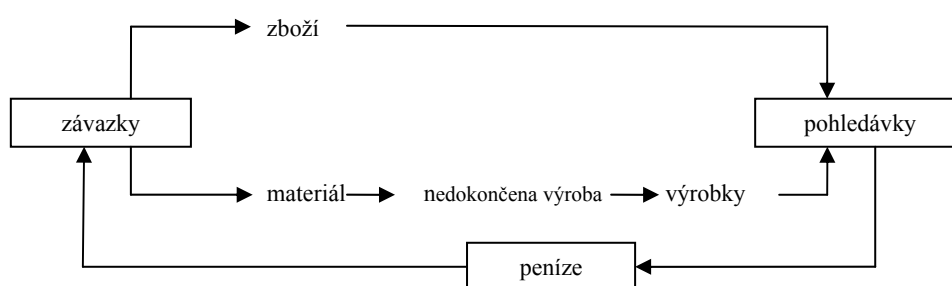 zboží
závazky
pohledávky
materiál
nedokončena výroba
výrobky
peníze